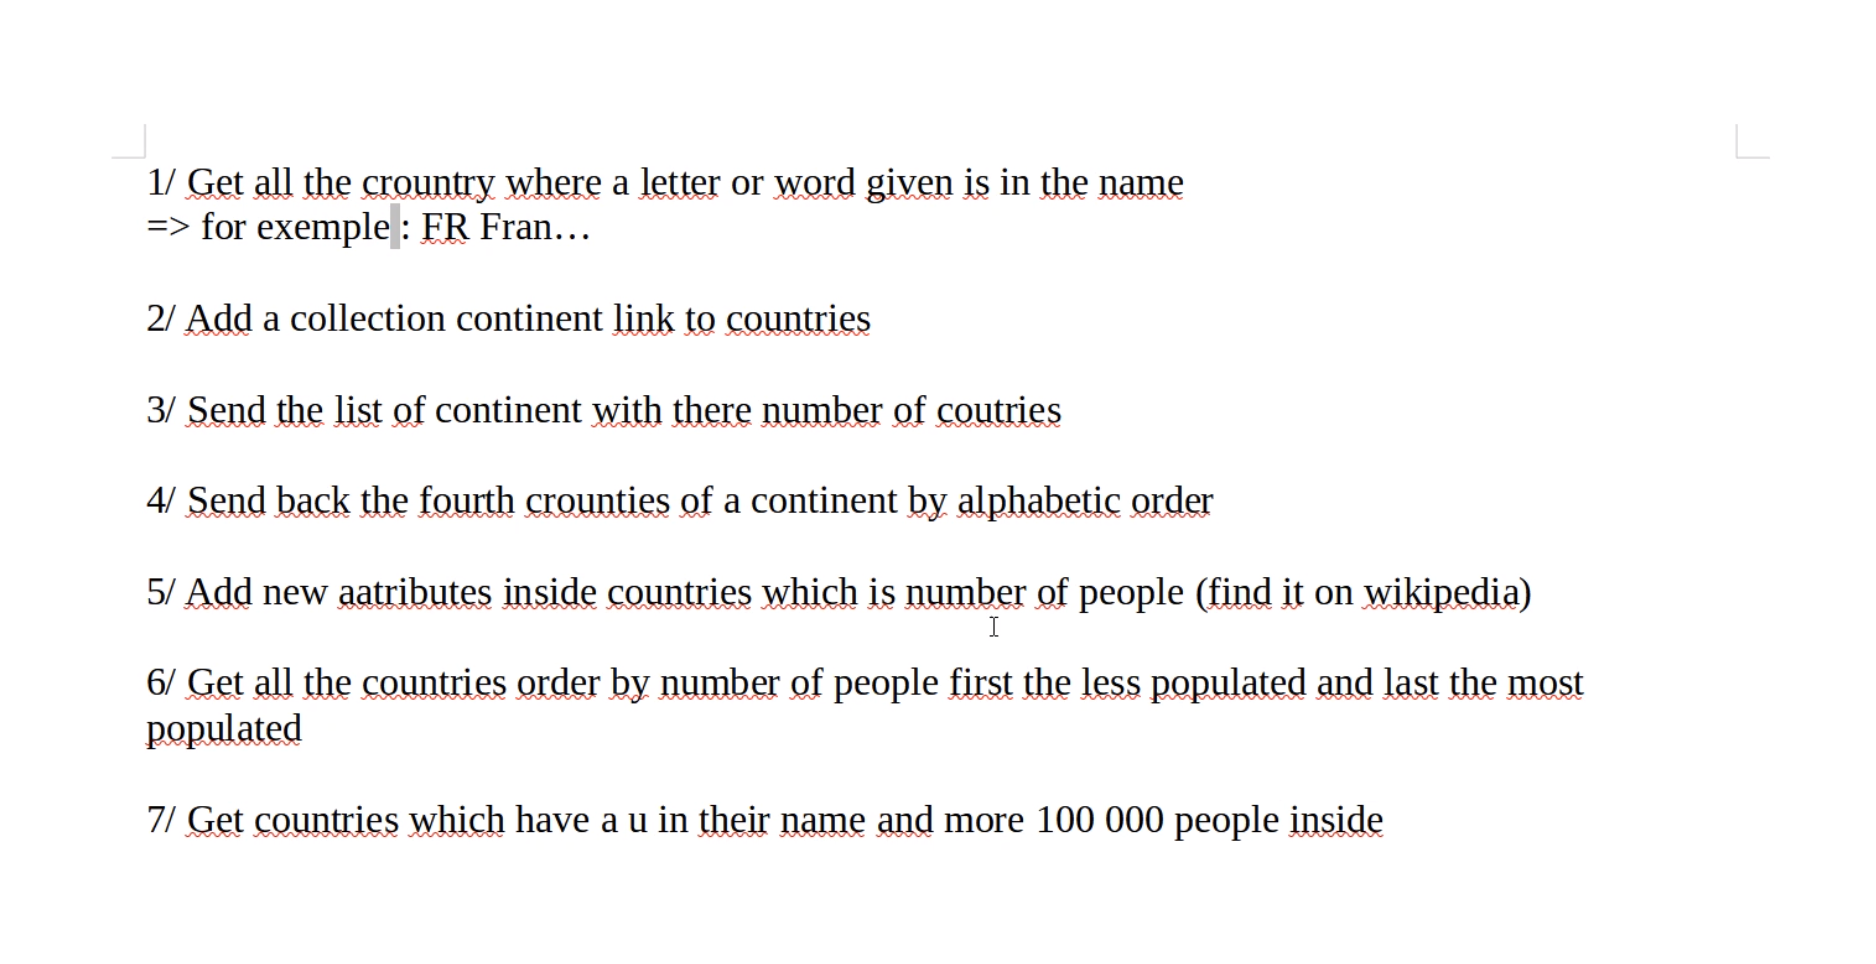 1/ Get all the crountry where a letter or word given is in the name
=> for exemple : FR Fran…
2/ Add a collection continent link to countries
3/ Send the list of continent with there number of coutries
4/ Send back the fourth crounties of a continent by alphabetic order
5/ Add new aatributes inside countries which is number of people (find it on wikipedia)
6/ Get all the countries order by number of people first the less populated and last the most
populated
7/ Get countries which have a u in their name and more 100 000 people inside